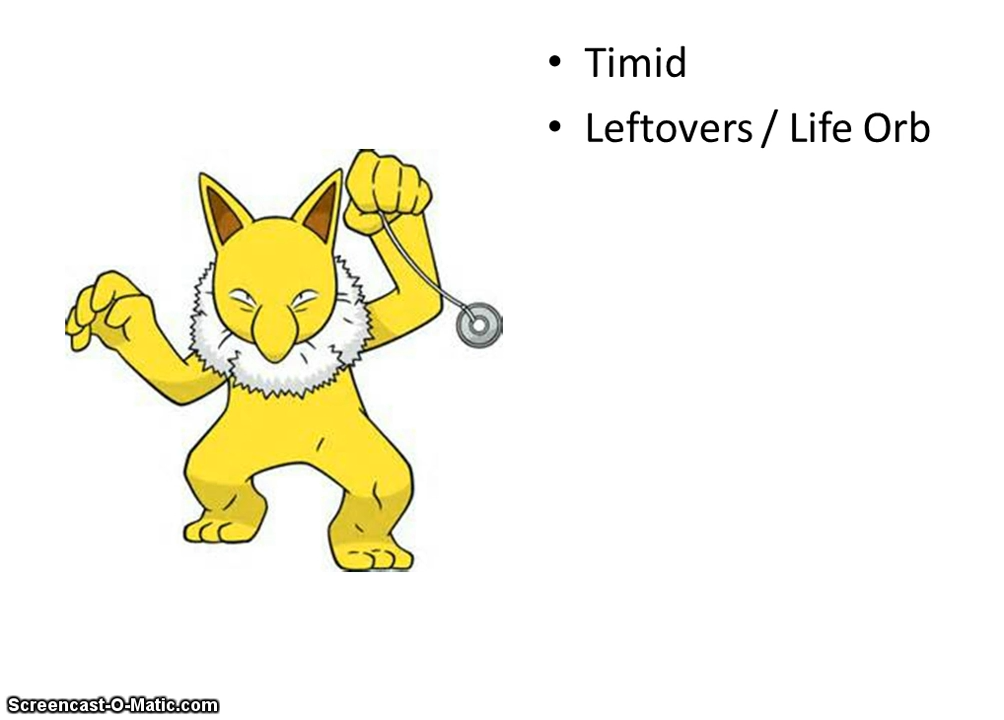 • Timid
• Leftovers / Life Orb
Screencast-O-Matic.com